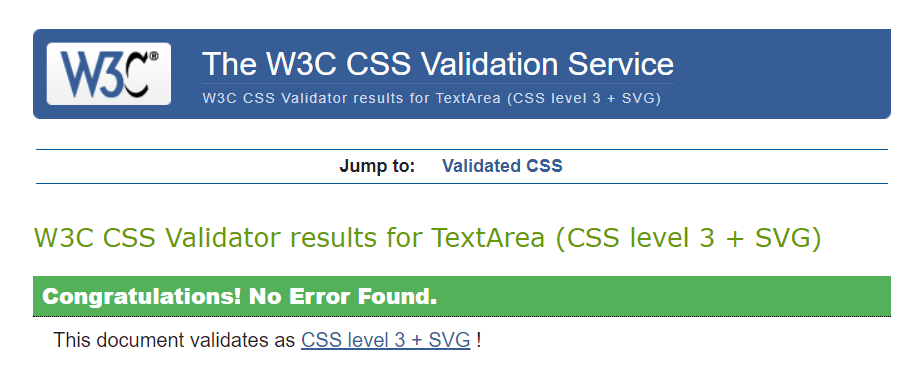 W3C®
The W3C CSS Validation Service
W3C CSS Validator results for TextArea (CSS level 3 + SVG)
Jump to: Validated CSS
W3C CSS Validator results for TextArea (CSS level 3 + SVG)
Congratulations! No Error Found.
This document validates as CSS level 3 + SVG !